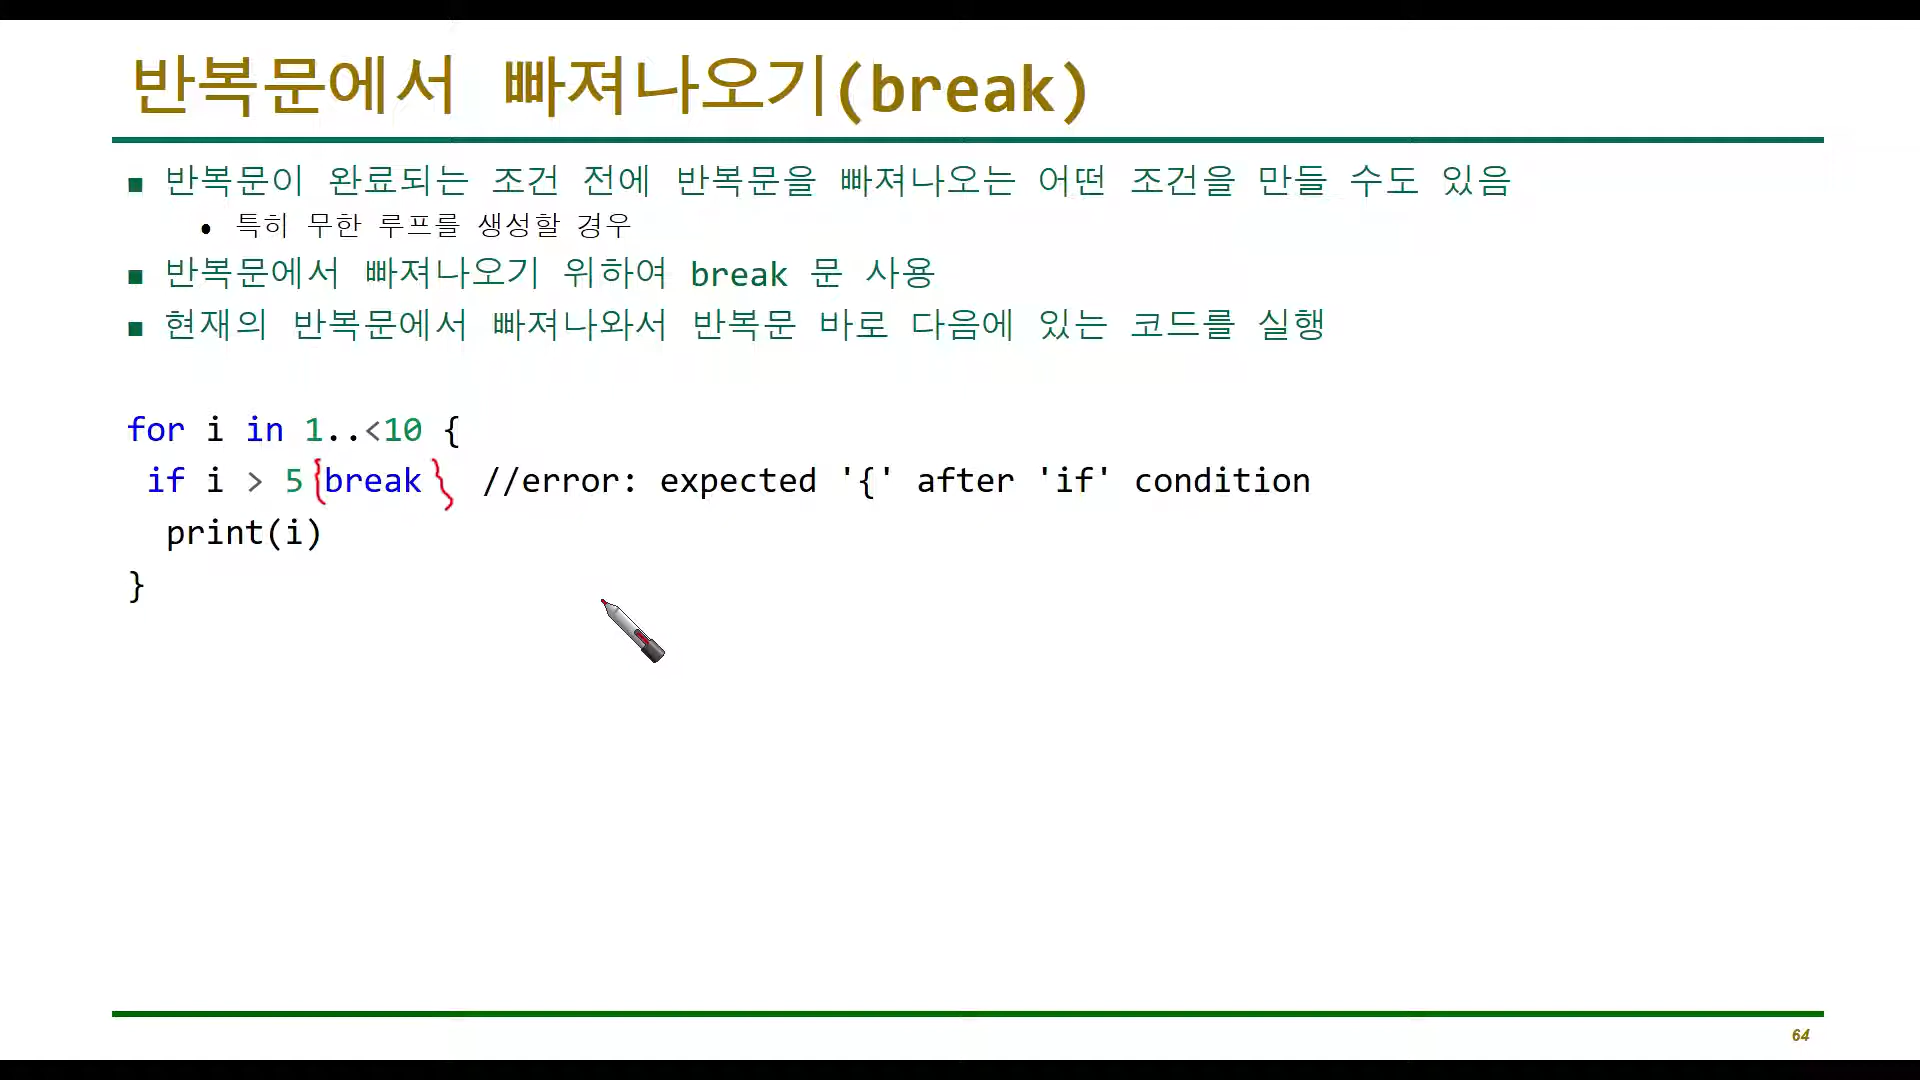 반복문에서 빠져나오기(break)
■ 반복문이 완료되는 조건 전에 반복문을 빠져나오는 어떤 조건을 만들 수도 있음
• 특히 무한 루프를 생성할 경우
■ 반복문에서 빠져나오기 위하여 break 문 사용
■ 현재의 반복문에서 빠져나와서 반복문 바로 다음에 있는 코드를 실행
for i in 1..<10 {
if i > 5 {break } //error: expected '{' after 'if' condition
print(i)
}
64